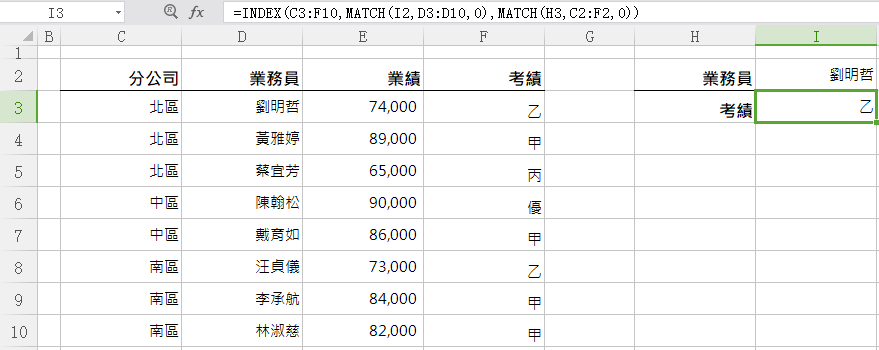 I3 fx =INDEX(C3:F10,MATCH(I2,D3:D10,0),MATCH(H3,C2:F2,0))
B C D E F G H I
1
2 分公司 業務員 業績 考績 業務員 劉明哲
3 北區 劉明哲 74,000 乙 考績 乙
4 北區 黃雅婷 89,000 甲
5 北區 蔡宜芳 65,000 丙
6 中區 陳翰松 90,000 優
7 中區 戴育如 86,000 甲
8 南區 汪貞儀 73,000 乙
9 南區 李承航 84,000 甲
10 南區 林淑慈 82,000 甲